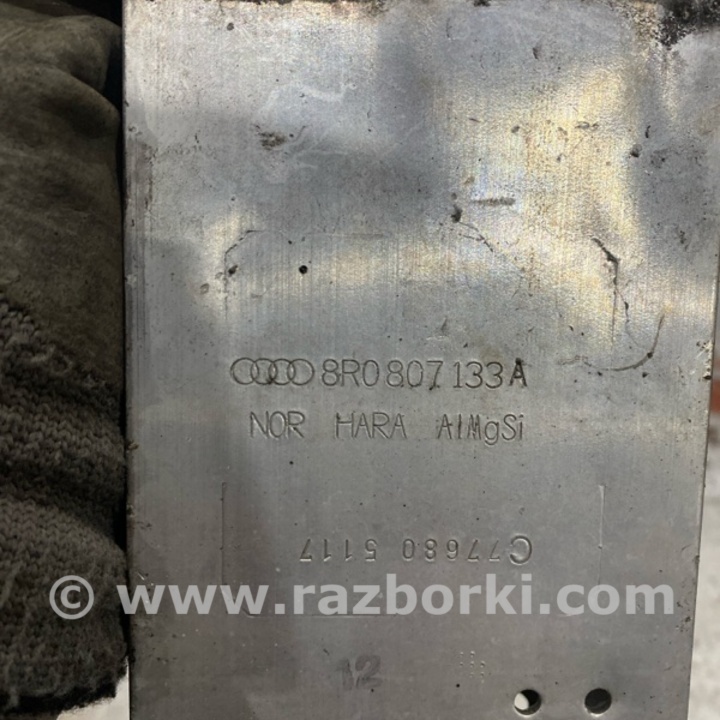 8R0 807 133 A
NOR HARA AlMgSi
C77680 5117
© www.razborki.com
12